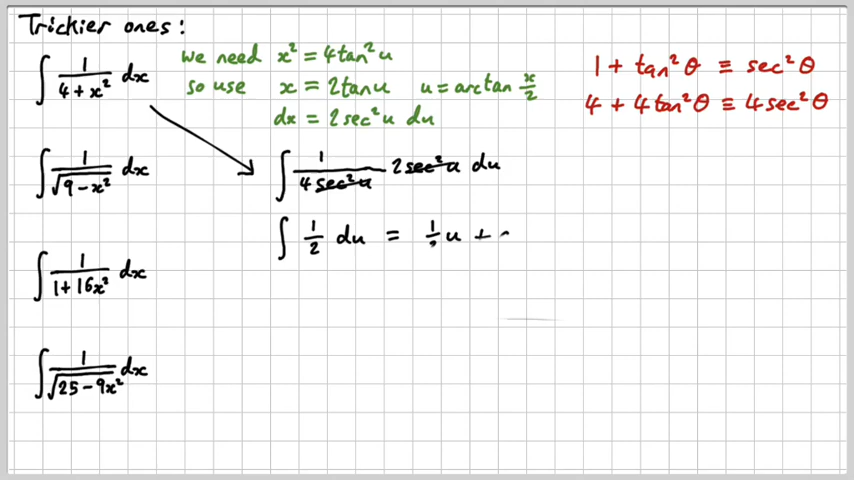 Trickier ones:
∫ 1/(4 + x²) dx
we need x² = 4tan²u
so use x = 2tanu u = arctan x/2
dx = 2sec²u du
1 + tan²θ ≡ sec²θ
4 + 4tan²θ ≡ 4sec²θ
∫ 1/√(9 - x²) dx
∫ 1/(4sec²u) 2sec²u du
∫ 1/2 du = 1/2 u +
∫ 1/(1 + 16x²) dx
∫ 1/√(25 - 9x²) dx